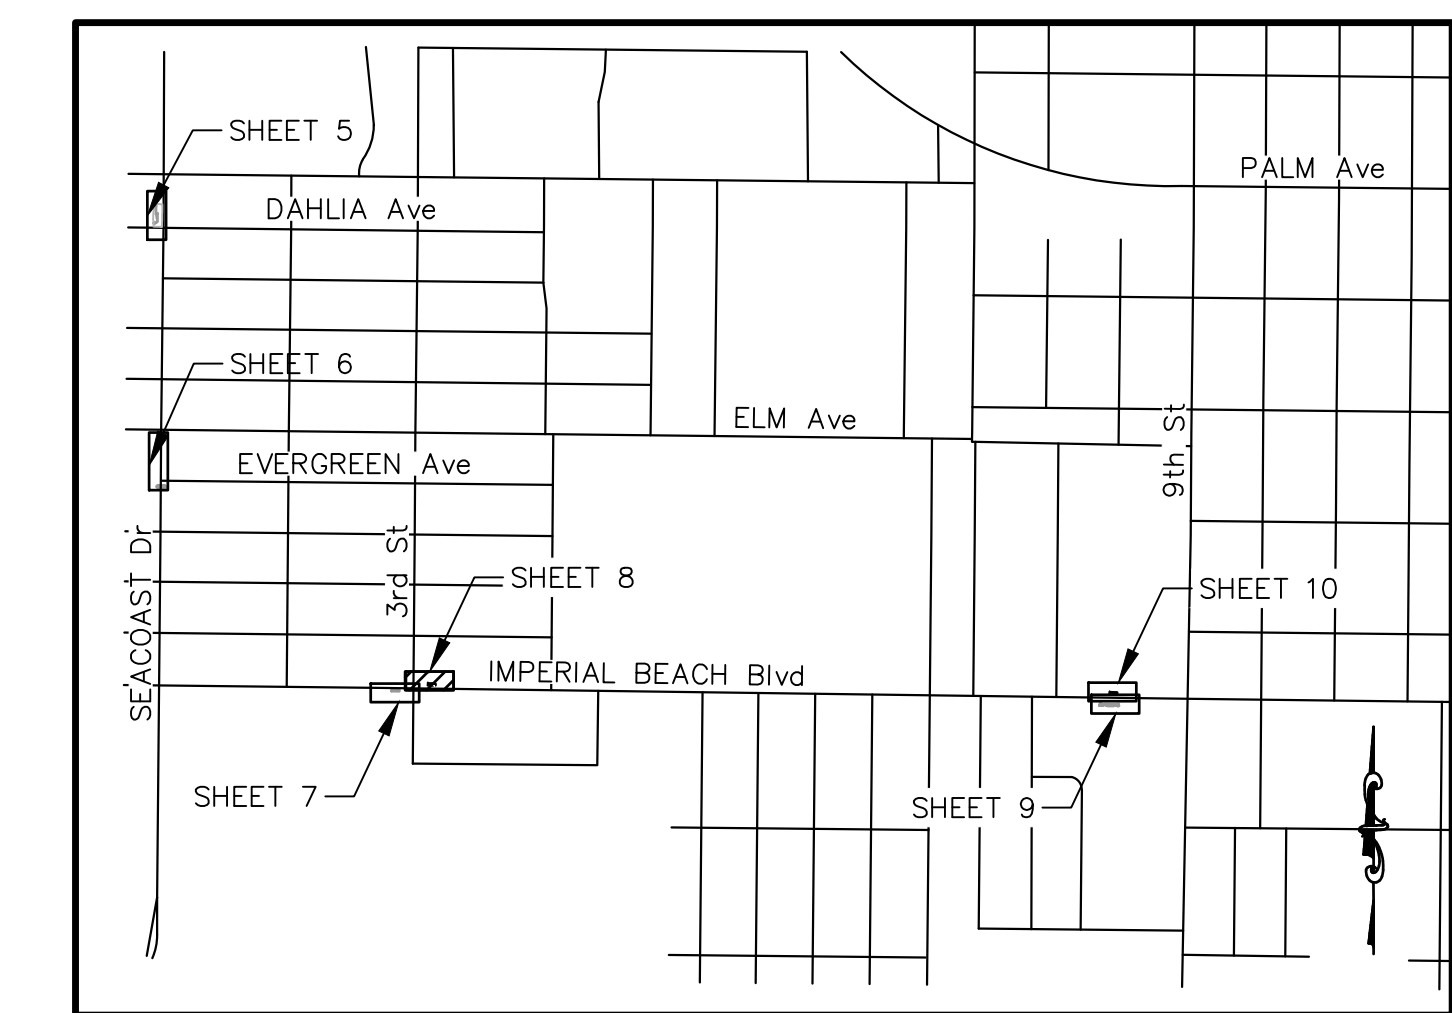 SHEET 5
PALM Ave
DAHLIA Ave
SHEET 6
ELM Ave
EVERGREEN Ave
9th St
SEACOAST Dr
3rd St
SHEET 8
SHEET 10
IMPERIAL BEACH Blvd
SHEET 7
SHEET 9